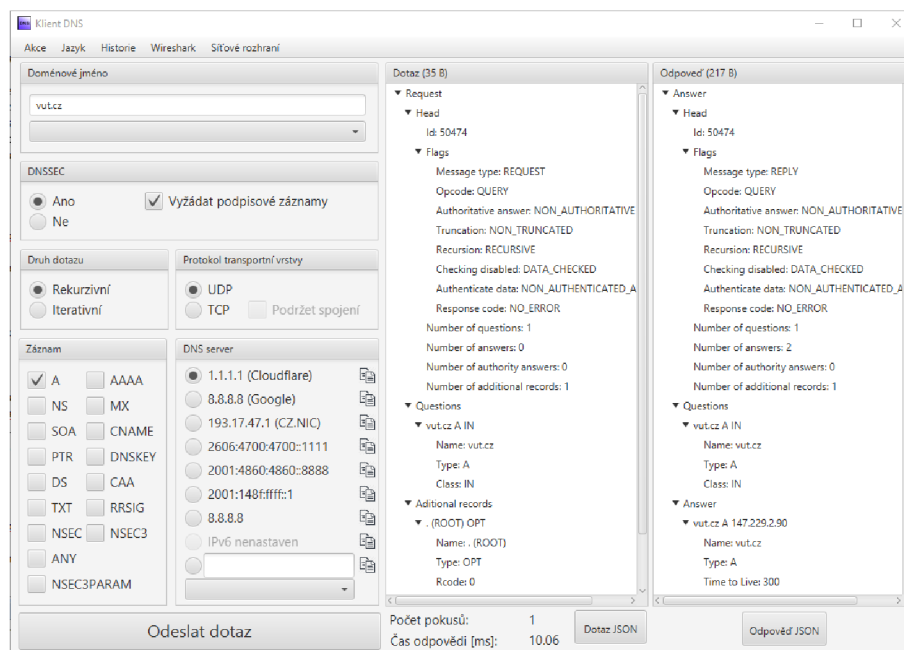 DNS Klient DNS
Akce Jazyk Historie Wireshark Síťové rozhraní
Doménové jméno
vut.cz
DNSSEC
Ano
Vyžádat podpisové záznamy
Ne
Druh dotazu
Rekurzivní
Iterativní
Protokol transportní vrstvy
UDP
TCP
Podržet spojení
Záznam
A AAAA
NS MX
SOA CNAME
PTR DNSKEY
DS CAA
TXT RRSIG
NSEC NSEC3
ANY
NSEC3PARAM
DNS server
1.1.1.1 (Cloudflare)
8.8.8.8 (Google)
193.17.47.1 (CZ.NIC)
2606:4700:4700::1111
2001:4860:4860::8888
2001:148f:ffff::1
8.8.8.8
IPv6 nenastaven
Odeslat dotaz
Dotaz (35 B)
Request
Head
Id: 50474
Flags
Message type: REQUEST
Opcode: QUERY
Authoritative answer: NON_AUTHORITATIVE
Truncation: NON_TRUNCATED
Recursion: RECURSIVE
Checking disabled: DATA_CHECKED
Authenticate data: NON_AUTHENTICATED_A
Response code: NO_ERROR
Number of questions: 1
Number of answers: 0
Number of authority answers: 0
Number of additional records: 1
Questions
vut.cz A IN
Name: vut.cz
Type: A
Class: IN
Aditional records
. (ROOT) OPT
Name: . (ROOT)
Type: OPT
Rcode: 0
Počet pokusů: 1
Čas odpovědi [ms]: 10.06
Dotaz JSON
Odpoveď (217 B)
Answer
Head
Id: 50474
Flags
Message type: REPLY
Opcode: QUERY
Authoritative answer: NON_AUTHORITATIVE
Truncation: NON_TRUNCATED
Recursion: RECURSIVE
Checking disabled: DATA_CHECKED
Authenticate data: NON_AUTHENTICATED_A
Response code: NO_ERROR
Number of questions: 1
Number of answers: 2
Number of authority answers: 0
Number of additional records: 1
Questions
vut.cz A IN
Name: vut.cz
Type: A
Class: IN
Answer
vut.cz A 147.229.2.90
Name: vut.cz
Type: A
Time to Live: 300
Odpověď JSON